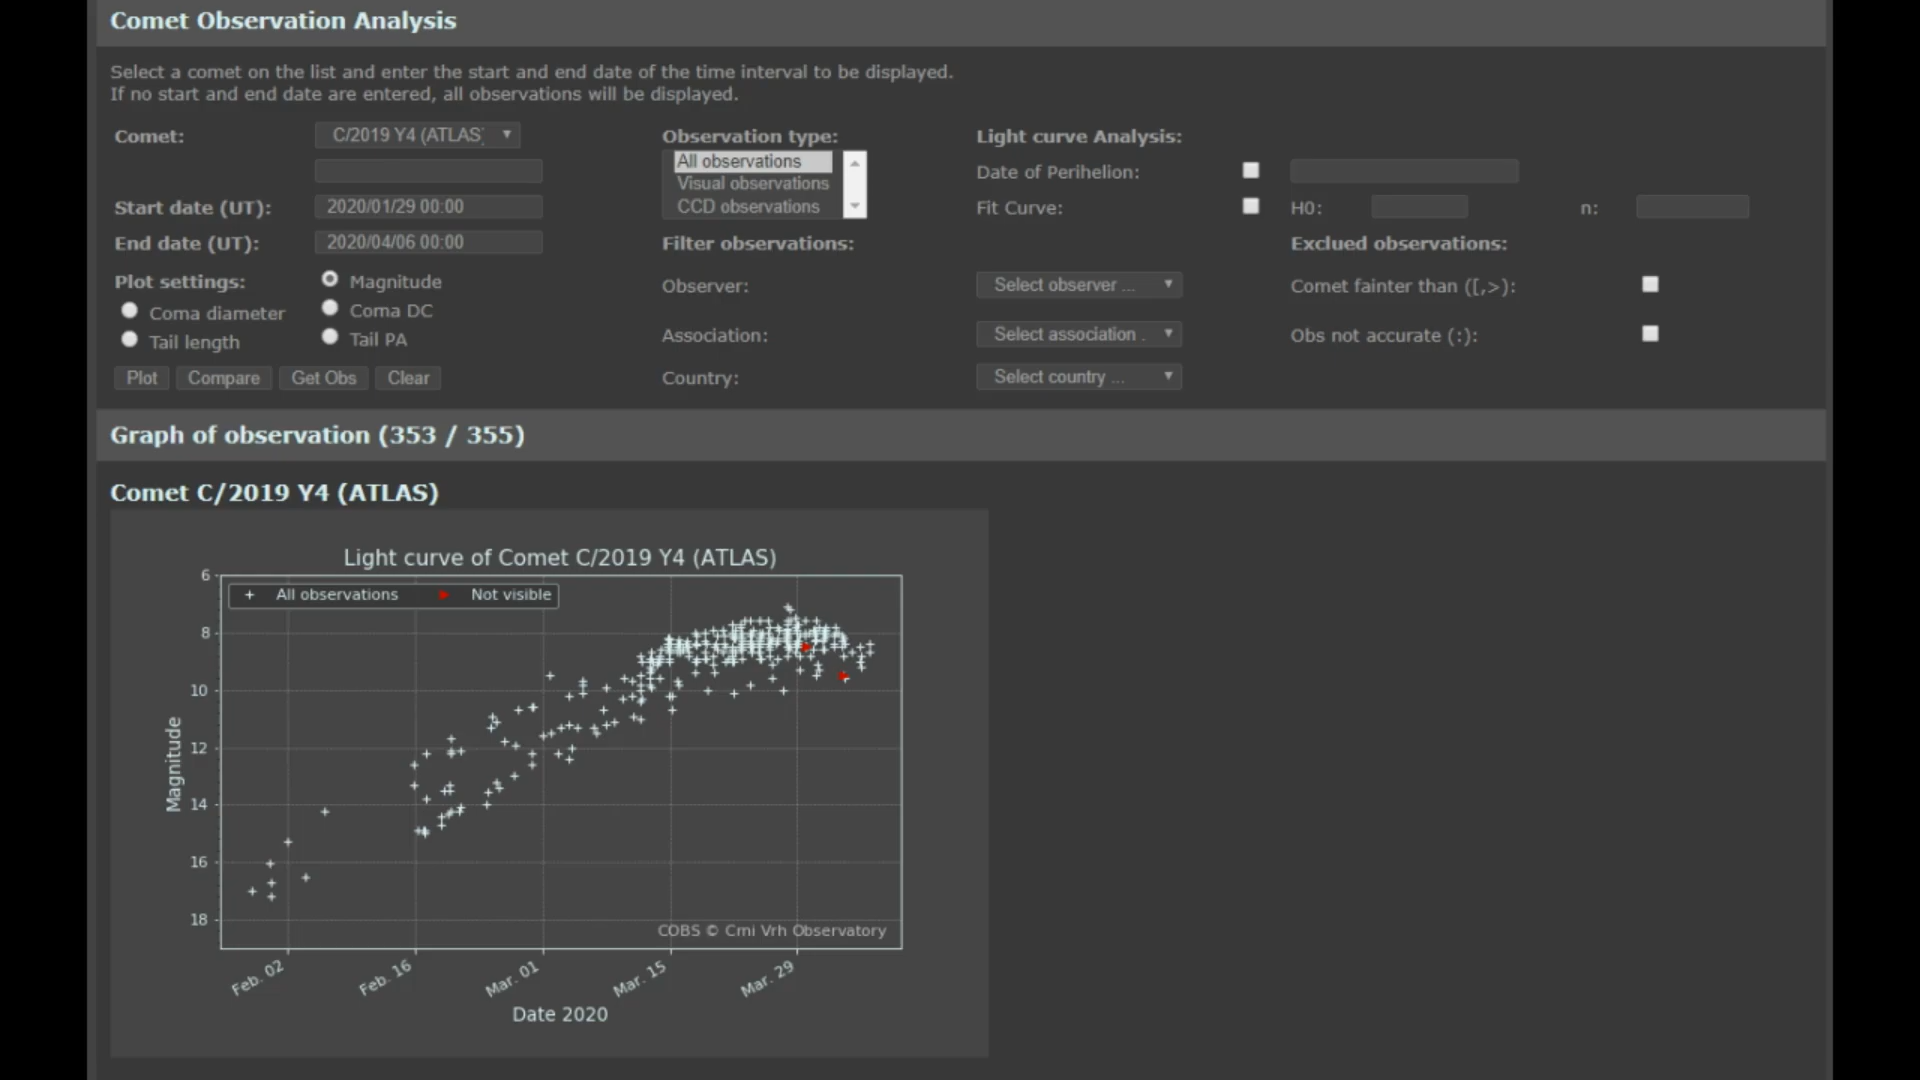 Comet Observation Analysis
Select a comet on the list and enter the start and end date of the time interval to be displayed.
If no start and end date are entered, all observations will be displayed.
Comet: C/2019 Y4 (ATLAS)
Observation type:
Light curve Analysis:
All observations
Visual observations
CCD observations
Date of Perihelion:
Start date (UT): 2020/01/29 00:00
Fit Curve: H0: n:
End date (UT): 2020/04/06 00:00
Filter observations:
Exclued observations:
Plot settings:
Magnitude
Coma diameter
Coma DC
Tail length
Tail PA
Observer: Select observer ...
Comet fainter than ([,>):
Association: Select association .
Obs not accurate (:):
Plot Compare Get Obs Clear
Country: Select country ...
Graph of observation (353 / 355)
Comet C/2019 Y4 (ATLAS)
Light curve of Comet C/2019 Y4 (ATLAS)
All observations Not visible
6
8
10
12
14
16
18
Magnitude
COBS © Crni Vrh Observatory
Feb. 02 Feb. 16 Mar. 01 Mar. 15 Mar. 29
Date 2020